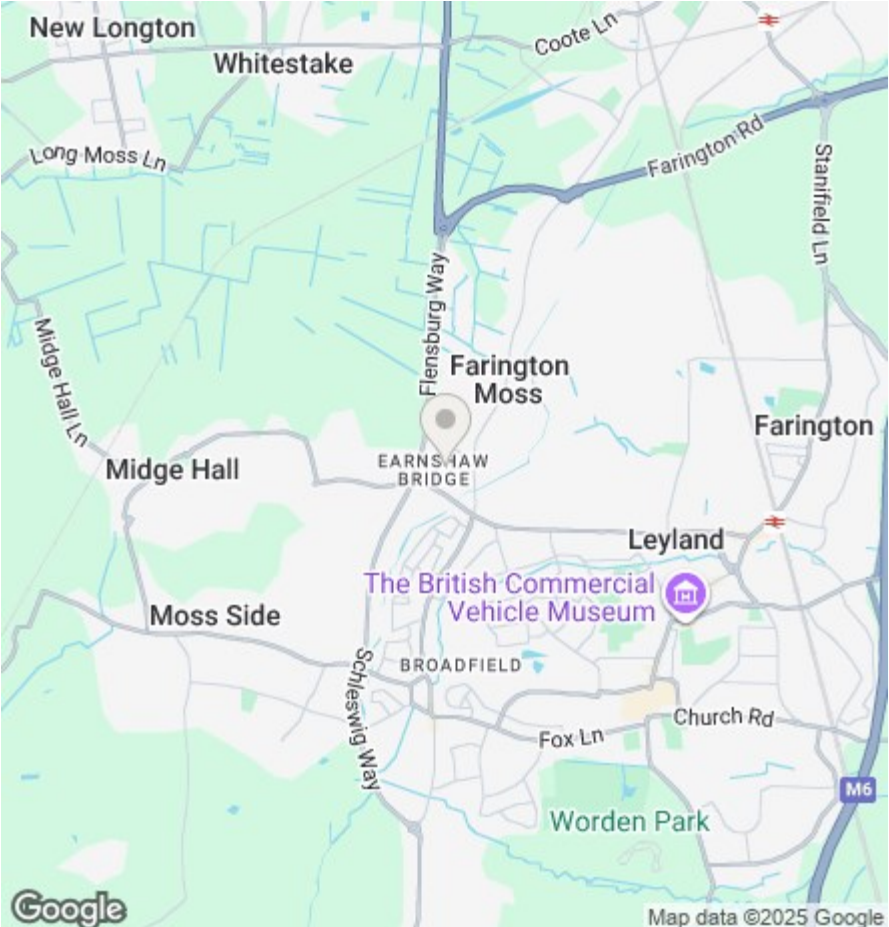 New Longton
Coote Ln
Whitestake
Farington Rd
Long Moss Ln
Stanifield Ln
Flensburg Way
Midge Hall Ln
Farington
Moss
Farington
EARNSHAW
BRIDGE
Midge Hall
Leyland
The British Commercial
Vehicle Museum
Moss Side
BROADFIELD
Schleswig Way
Church Rd
Fox Ln
M6
Worden Park
Google
Map data ©2025 Google